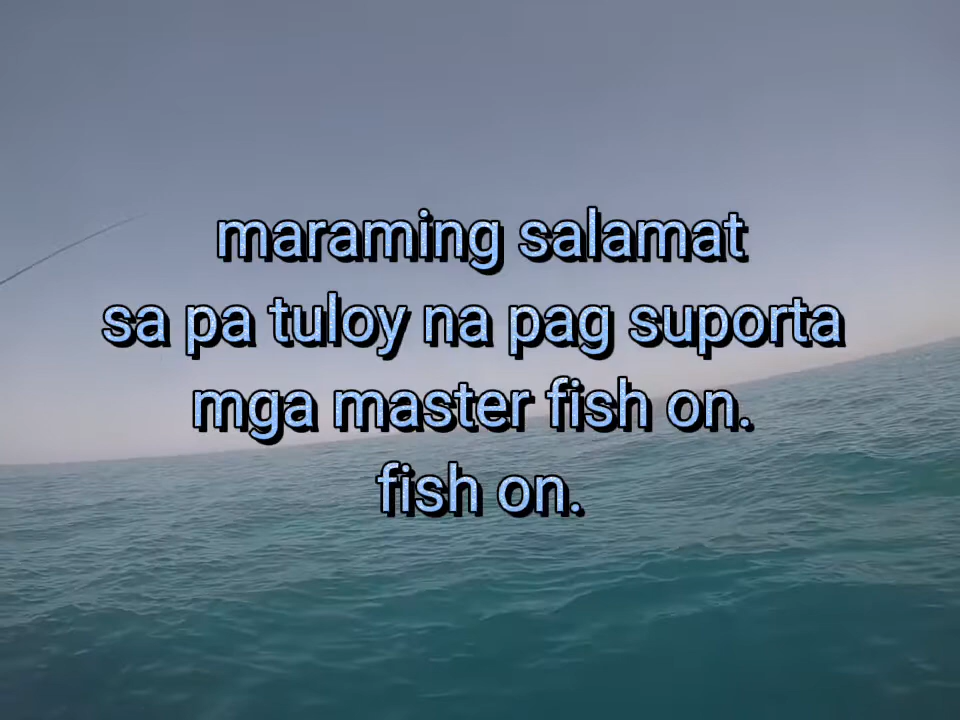 maraming salamat
sa pa tuloy na pag suporta
mga master fish on.
fish on.